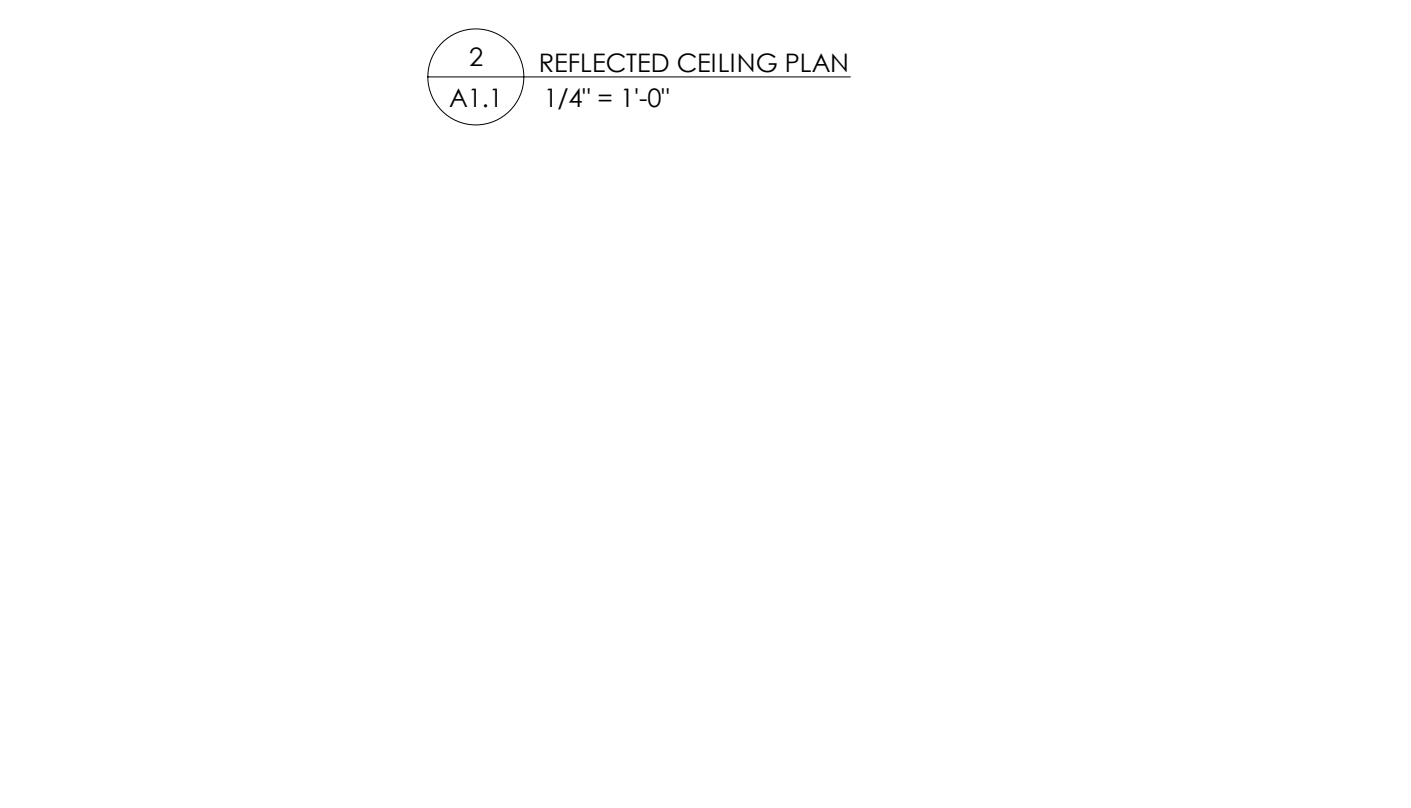 2
REFLECTED CEILING PLAN
A1.1
1/4" = 1'-0"